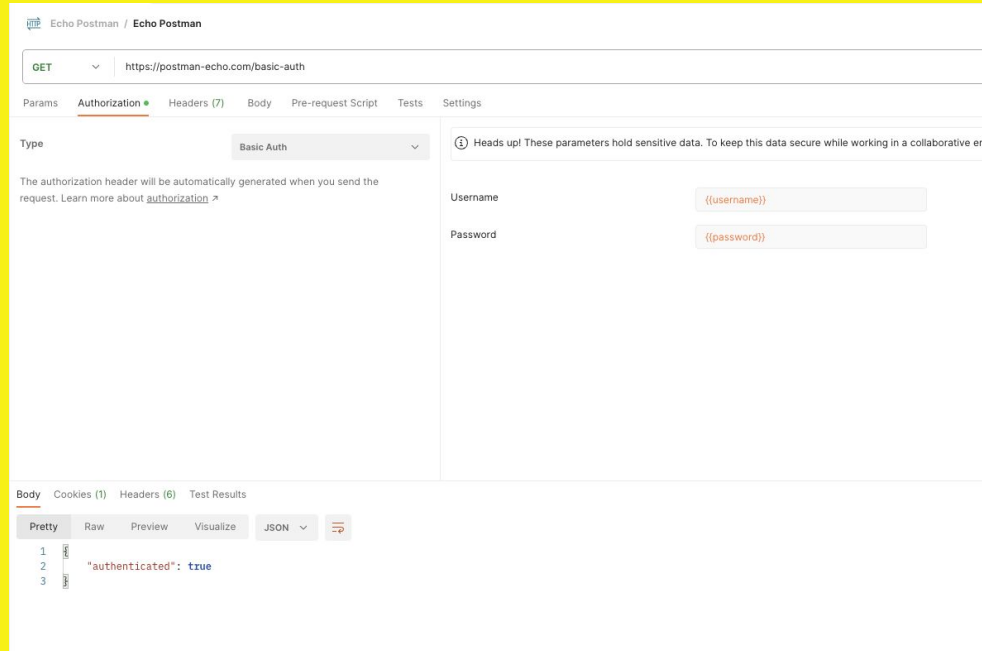 HTTP Echo Postman / Echo Postman
GET https://postman-echo.com/basic-auth
Params Authorization Headers (7) Body Pre-request Script Tests Settings
Type Basic Auth
The authorization header will be automatically generated when you send the
request. Learn more about authorization ↗
Heads up! These parameters hold sensitive data. To keep this data secure while working in a collaborative er
Username {{username}}
Password {{password}}
Body Cookies (1) Headers (6) Test Results
Pretty Raw Preview Visualize JSON
1 {
2 "authenticated": true
3 }